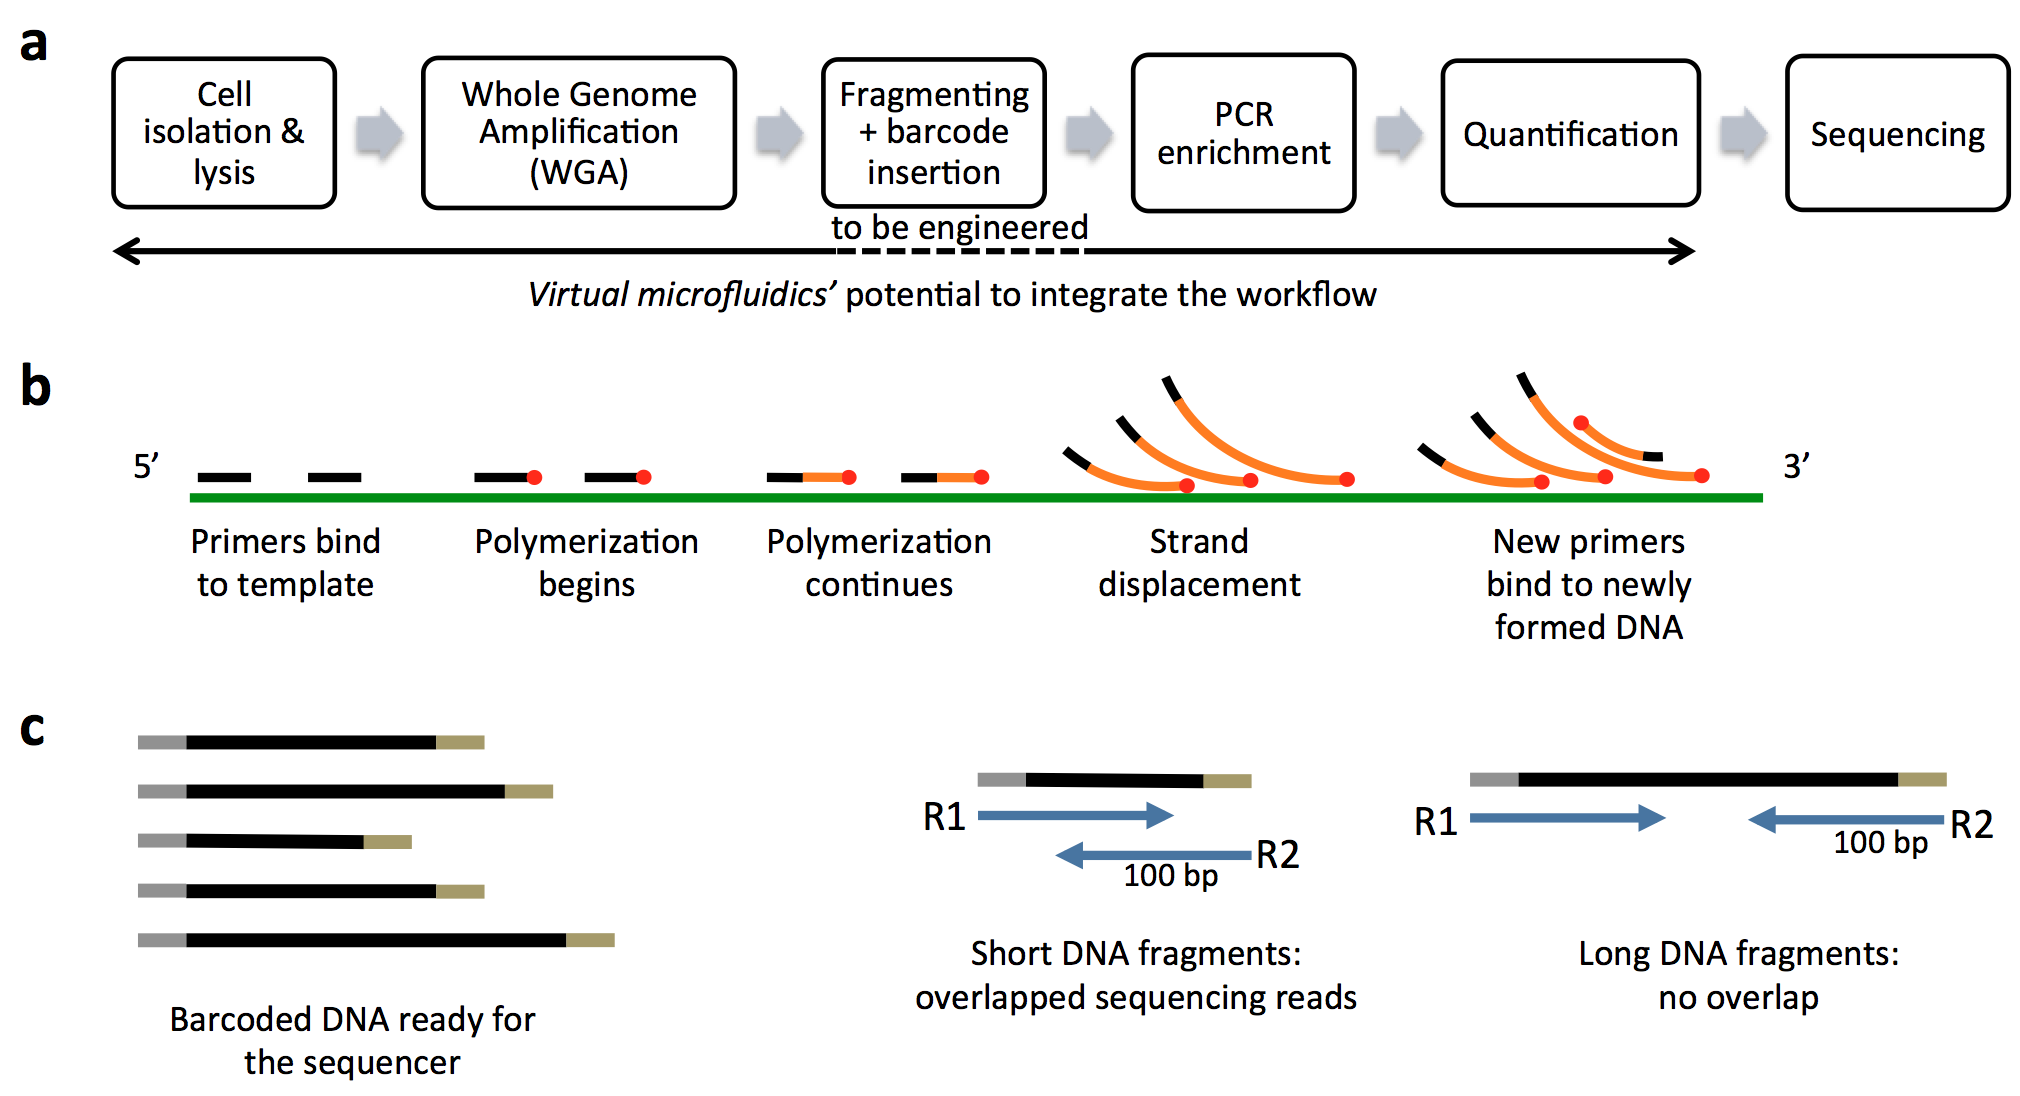 a
Cell
isolation &
lysis
Whole Genome
Amplification
(WGA)
Fragmenting
+ barcode
insertion
PCR
enrichment
Quantification
Sequencing
to be engineered
Virtual microfluidics’ potential to integrate the workflow
b
5’
3’
Primers bind
to template
Polymerization
begins
Polymerization
continues
Strand
displacement
New primers
bind to newly
formed DNA
c
Barcoded DNA ready for
the sequencer
R1
R2
100 bp
Short DNA fragments:
overlapped sequencing reads
R1
R2
100 bp
Long DNA fragments:
no overlap